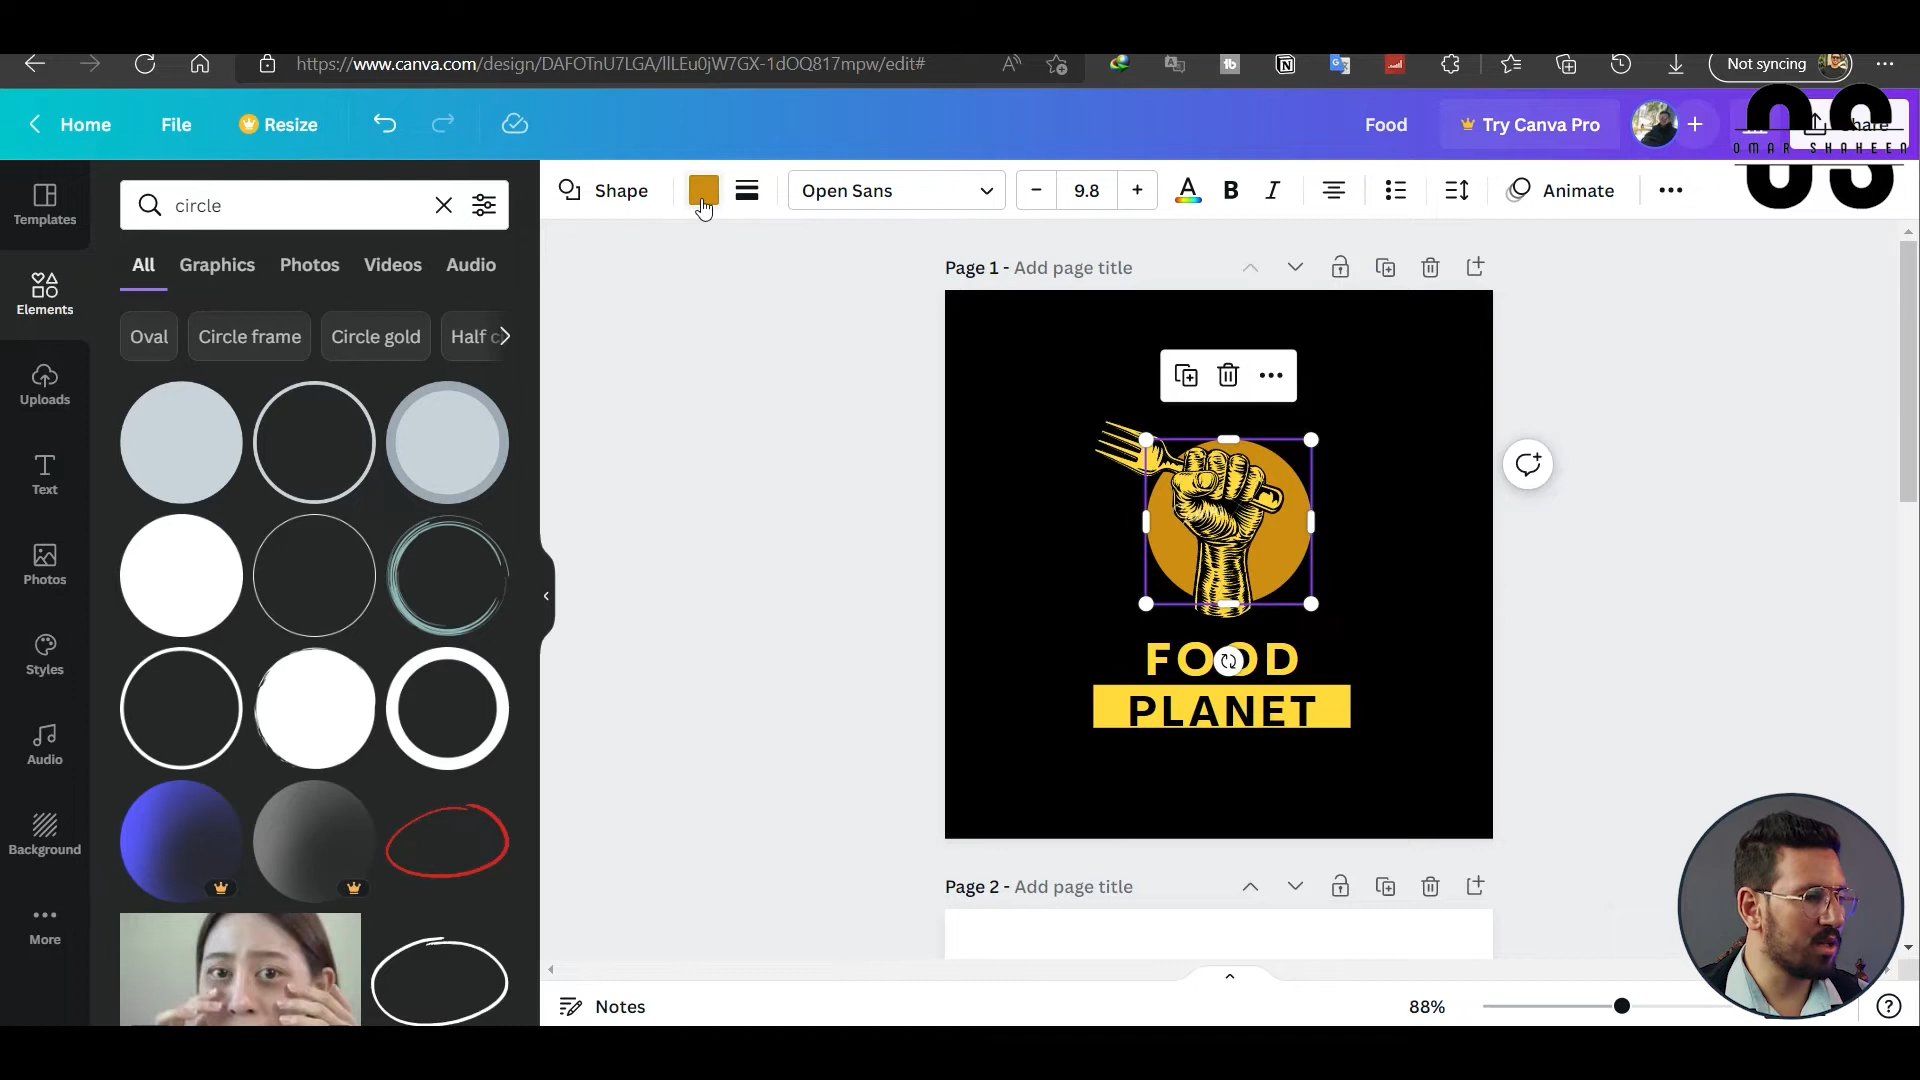 https://www.canva.com/design/DAFOTnU7LGA/IlLEu0jW7GX-1dOQ817mpw/edit#
Not syncing
Home
File
Resize
Food
Try Canva Pro
Share
OMAR SHAHEEN
Templates
Elements
Uploads
Text
Photos
Styles
Audio
Background
More
circle
All
Graphics
Photos
Videos
Audio
Oval
Circle frame
Circle gold
Half c
Shape
Open Sans
9.8
Animate
Page 1 - Add page title
FOOD
PLANET
Page 2 - Add page title
Notes
88%